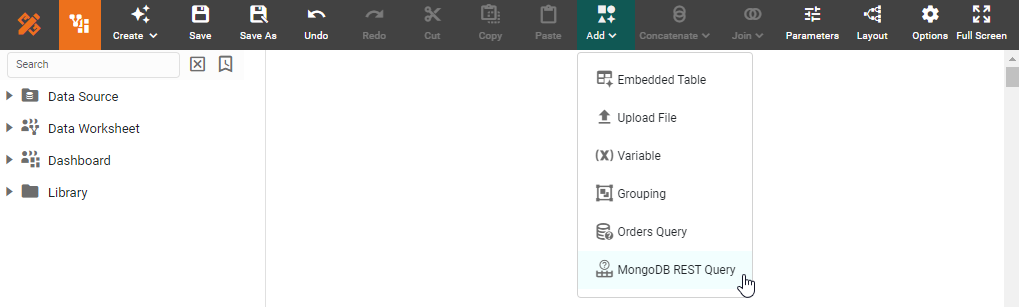 Create Save Save As Undo Redo Cut Copy Paste Add Concatenate Join Parameters Layout Options Full Screen
Search
Data Source
Data Worksheet
Dashboard
Library
Embedded Table
Upload File
(X) Variable
Grouping
Orders Query
MongoDB REST Query